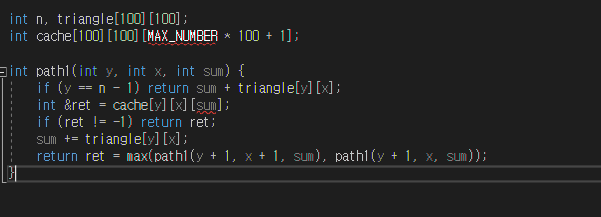 int n, triangle[100][100];
int cache[100][100][MAX_NUMBER * 100 + 1];
int path1(int y, int x, int sum) {
if (y == n - 1) return sum + triangle[y][x];
int &ret = cache[y][x][sum];
if (ret != -1) return ret;
sum += triangle[y][x];
return ret = max(path1(y + 1, x + 1, sum), path1(y + 1, x, sum));
}